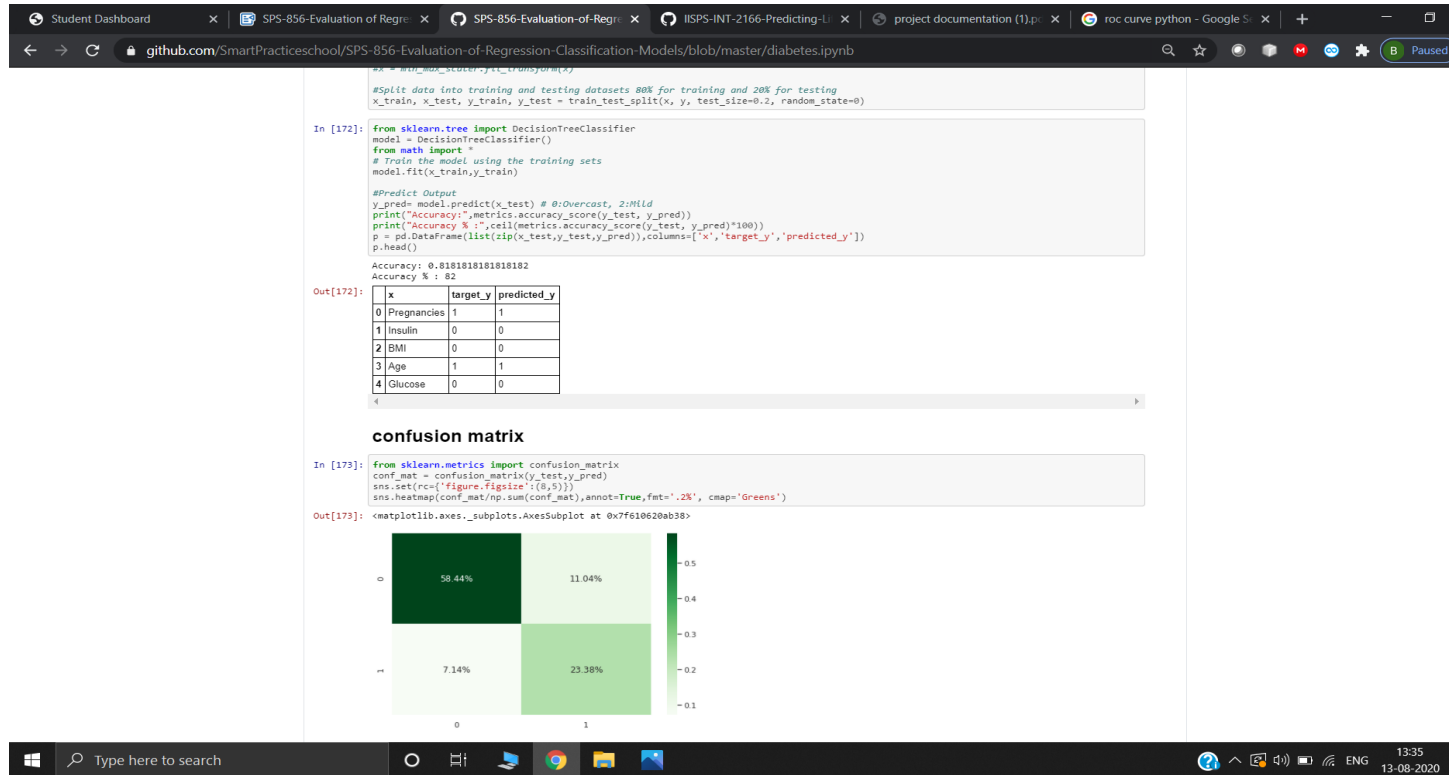 Student Dashboard
SPS-856-Evaluation of Regre
SPS-856-Evaluation-of-Regre
IISPS-INT-2166-Predicting-Li
project documentation (1).p
roc curve python - Google S
github.com/SmartPracticeschool/SPS-856-Evaluation-of-Regression-Classification-Models/blob/master/diabetes.ipynb
B Paused
#x = min_max_scaler.fit_transform(x)
#Split data into training and testing datasets 80% for training and 20% for testing
x_train, x_test, y_train, y_test = train_test_split(x, y, test_size=0.2, random_state=0)
In [172]: from sklearn.tree import DecisionTreeClassifier
model = DecisionTreeClassifier()
from math import *
# Train the model using the training sets
model.fit(x_train,y_train)
#Predict Output
y_pred= model.predict(x_test) # 0:Overcast, 2:Mild
print("Accuracy:",metrics.accuracy_score(y_test, y_pred))
print("Accuracy % :",ceil(metrics.accuracy_score(y_test, y_pred)*100))
p = pd.DataFrame(list(zip(x_test,y_test,y_pred)),columns=['x','target_y','predicted_y'])
p.head()
Accuracy: 0.8181818181818182
Accuracy % : 82
Out[172]:
x target_y predicted_y
0 Pregnancies 1 1
1 Insulin 0 0
2 BMI 0 0
3 Age 1 1
4 Glucose 0 0
confusion matrix
In [173]: from sklearn.metrics import confusion_matrix
conf_mat = confusion_matrix(y_test,y_pred)
sns.set(rc={'figure.figsize':(8,5)})
sns.heatmap(conf_mat/np.sum(conf_mat),annot=True,fmt='.2%', cmap='Greens')
Out[173]: <matplotlib.axes._subplots.AxesSubplot at 0x7f610620ab38>
0.5
0 58.44% 11.04%
0.4
0.3
1 7.14% 23.38%
0.2
0.1
0 1
Type here to search
ENG
13:35
13-08-2020